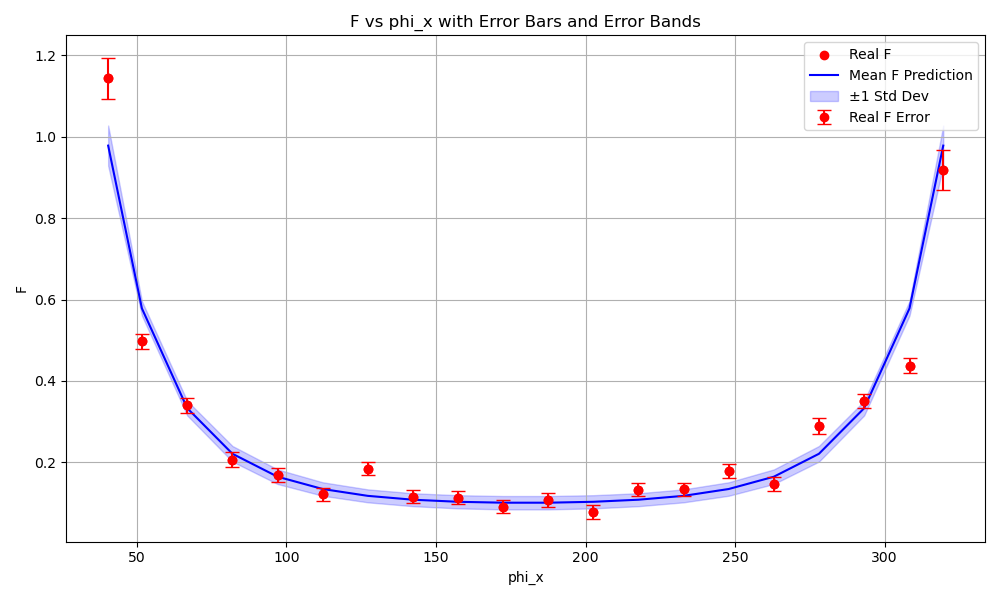 F vs phi_x with Error Bars and Error Bands
Real F
Mean F Prediction
±1 Std Dev
Real F Error
1.2
1.0
0.8
0.6
0.4
0.2
F
50
100
150
200
250
300
phi_x